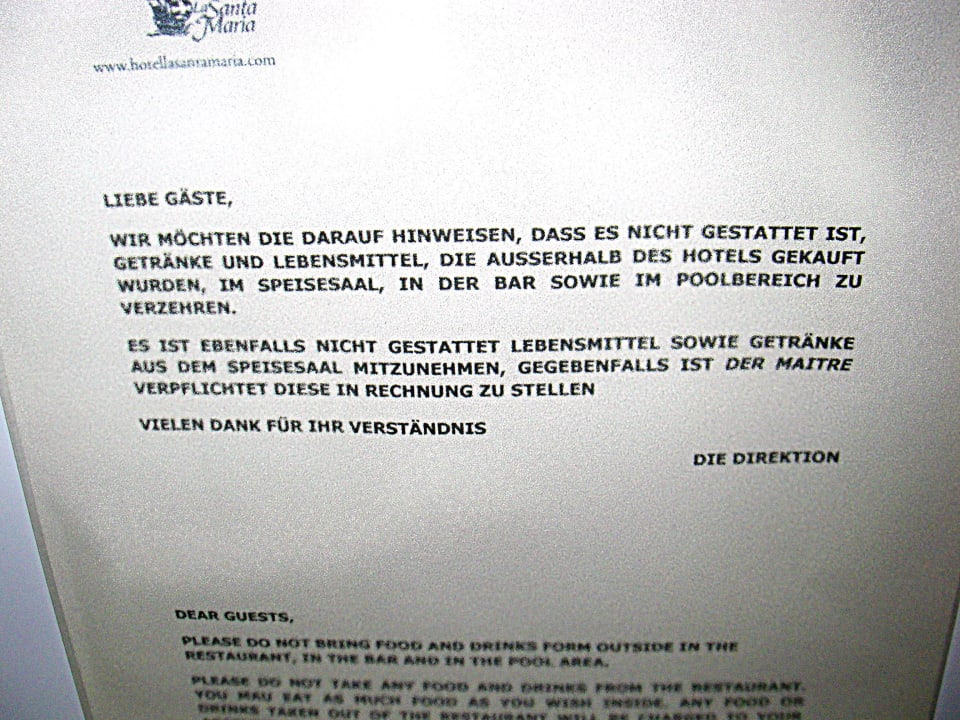 La Santa
Maria
www.hotellasantamaria.com
LIEBE GÄSTE,
WIR MÖCHTEN DIE DARAUF HINWEISEN, DASS ES NICHT GESTATTET IST,
GETRÄNKE UND LEBENSMITTEL, DIE AUSSERHALB DES HOTELS GEKAUFT
WURDEN, IM SPEISESAAL, IN DER BAR SOWIE IM POOLBEREICH ZU
VERZEHREN.
ES IST EBENFALLS NICHT GESTATTET LEBENSMITTEL SOWIE GETRÄNKE
AUS DEM SPEISESAAL MITZUNEHMEN, GEGEBENFALLS IST DER MAITRE
VERPFLICHTET DIESE IN RECHNUNG ZU STELLEN
VIELEN DANK FÜR IHR VERSTÄNDNIS
DIE DIREKTION
DEAR GUESTS,
PLEASE DO NOT BRING FOOD AND DRINKS FORM OUTSIDE IN THE
RESTAURANT, IN THE BAR AND IN THE POOL AREA.
PLEASE DO NOT TAKE ANY FOOD AND DRINKS FROM THE RESTAURANT.
YOU MAU EAT AS MUCH FOOD AS YOU WISH INSIDE. ANY FOOD OR
DRINKS TAKEN OUT OF THE RESTAURANT WILL BE CHARGED TO YOUR